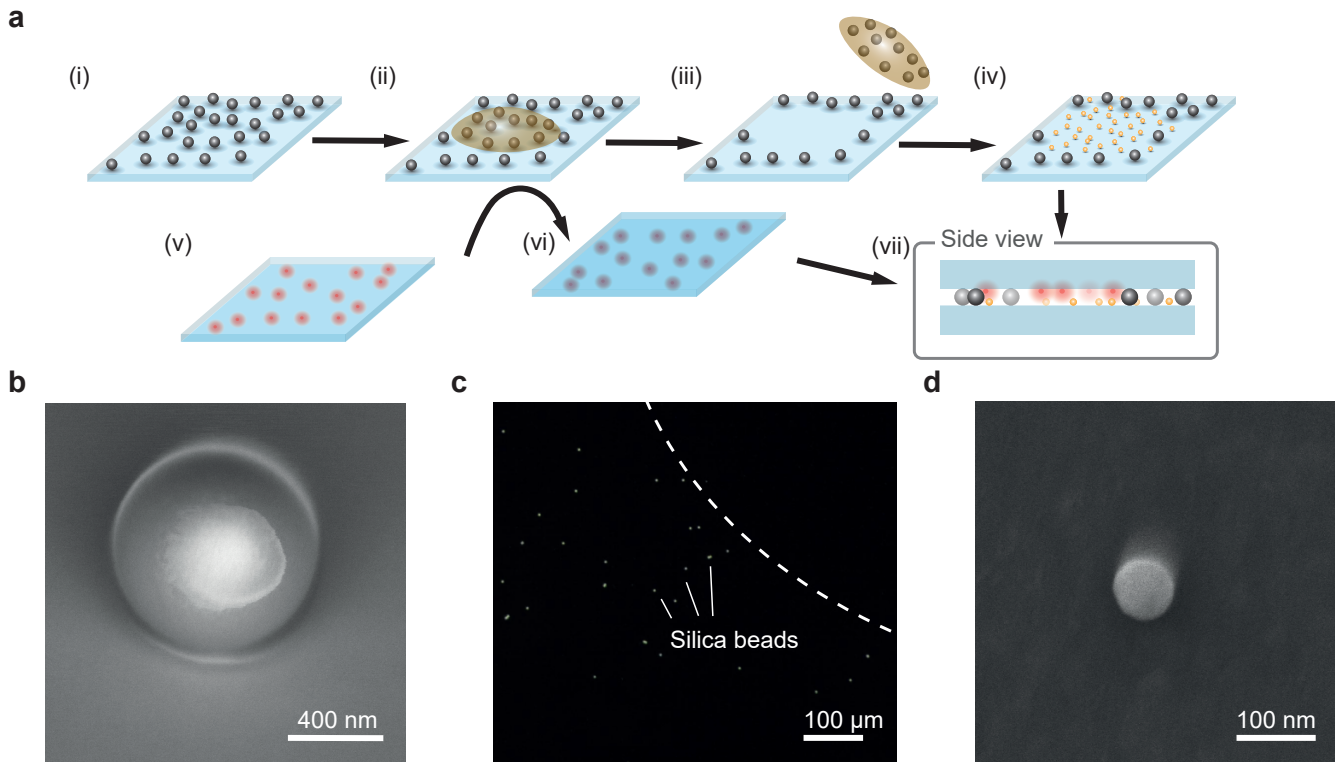 a
(i)
(ii)
(iii)
(iv)
(v)
(vi)
(vii)
Side view
b
400 nm
c
Silica beads
100 µm
d
100 nm